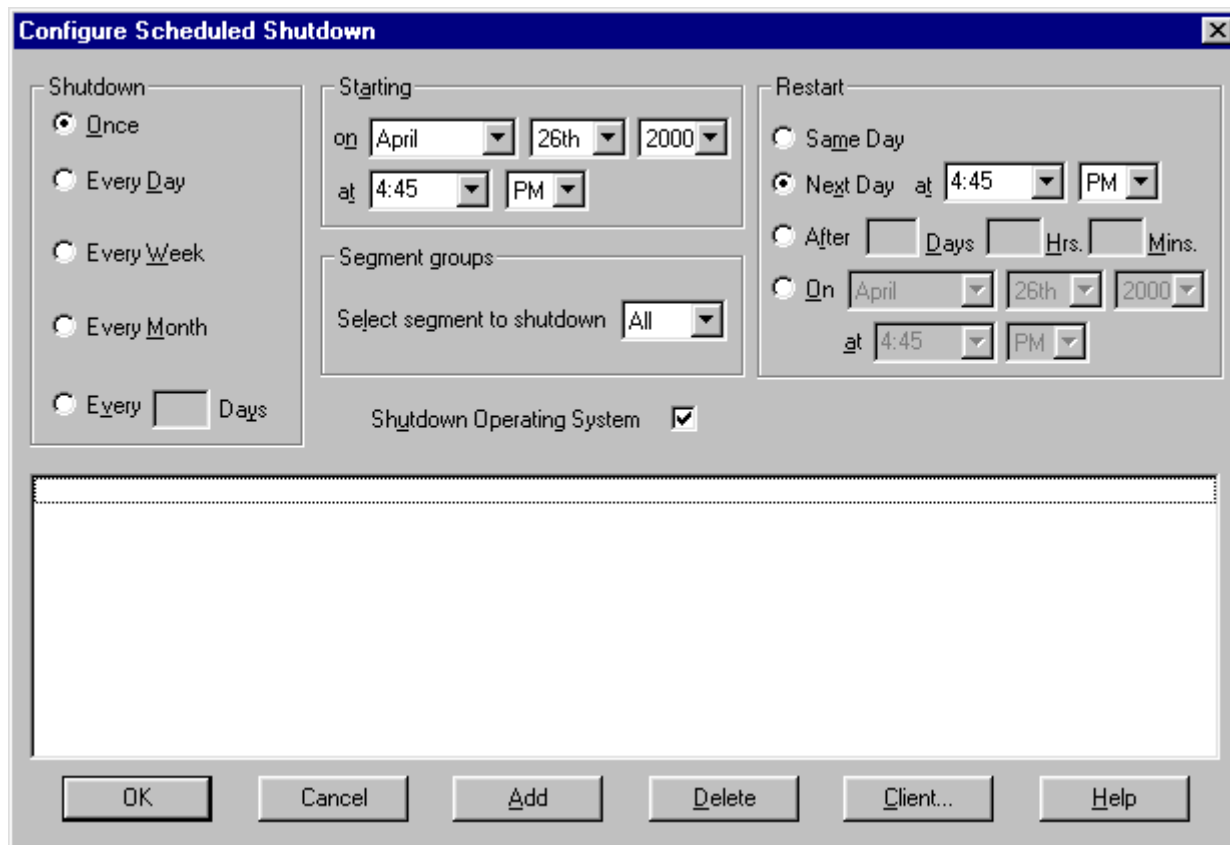 Configure Scheduled Shutdown
Shutdown
Once
Every Day
Every Week
Every Month
Every Days
Starting
on April 26th 2000
at 4:45 PM
Segment groups
Select segment to shutdown All
Shutdown Operating System
Restart
Same Day
Next Day at 4:45 PM
After Days Hrs. Mins.
On April 26th 2000
at 4:45 PM
OK Cancel Add Delete Client... Help